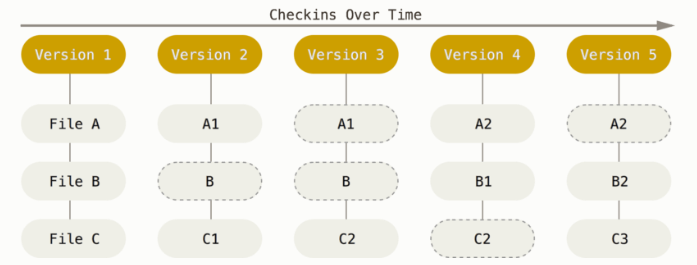 Checkins Over Time
Version 1 Version 2 Version 3 Version 4 Version 5
File A A1 A1 A2 A2
File B B B B1 B2
File C C1 C2 C2 C3